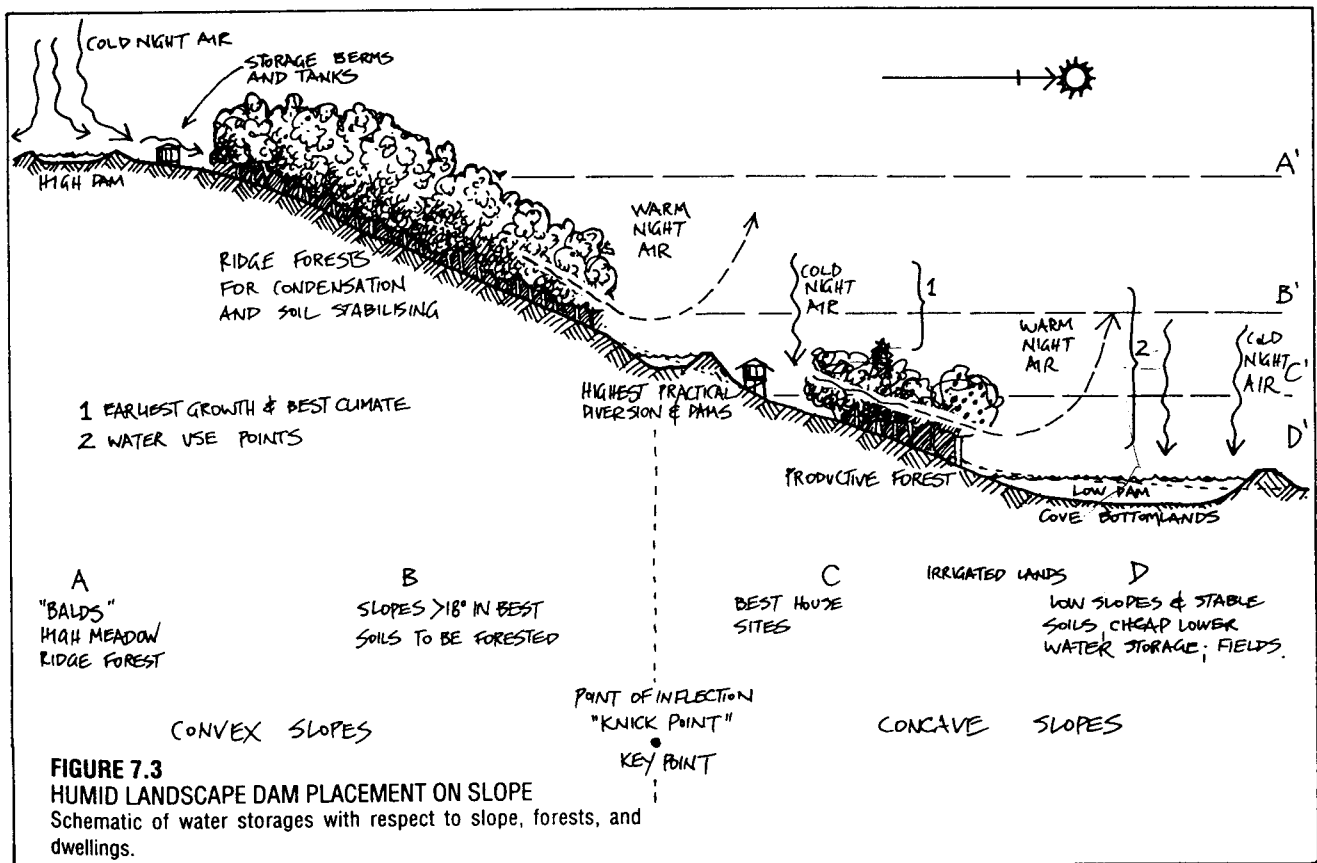 COLD NIGHT AIR
STORAGE BERMS
AND TANKS
HIGH DAM
A'
WARM
NIGHT
AIR
RIDGE FORESTS
FOR CONDENSATION
AND SOIL STABILISING
COLD
NIGHT
AIR
1
B'
WARM
NIGHT
AIR
2
COLD
NIGHT
AIR
C'
HIGHEST PRACTICAL
DIVERSION & DAMS
1 EARLIEST GROWTH & BEST CLIMATE
2 WATER USE POINTS
D'
PRODUCTIVE FOREST
LOW DAM
COVE BOTTOMLANDS
A
"BALDS"
HIGH MEADOW
RIDGE FOREST
B
SLOPES >18° IN BEST
SOILS TO BE FORESTED
C
BEST HOUSE
SITES
IRRIGATED LANDS
D
LOW SLOPES & STABLE
SOILS, CHEAP LOWER
WATER STORAGE; FIELDS.
CONVEX SLOPES
POINT OF INFLECTION
"KNICK POINT"
KEY POINT
CONCAVE SLOPES
FIGURE 7.3
HUMID LANDSCAPE DAM PLACEMENT ON SLOPE
Schematic of water storages with respect to slope, forests, and
dwellings.